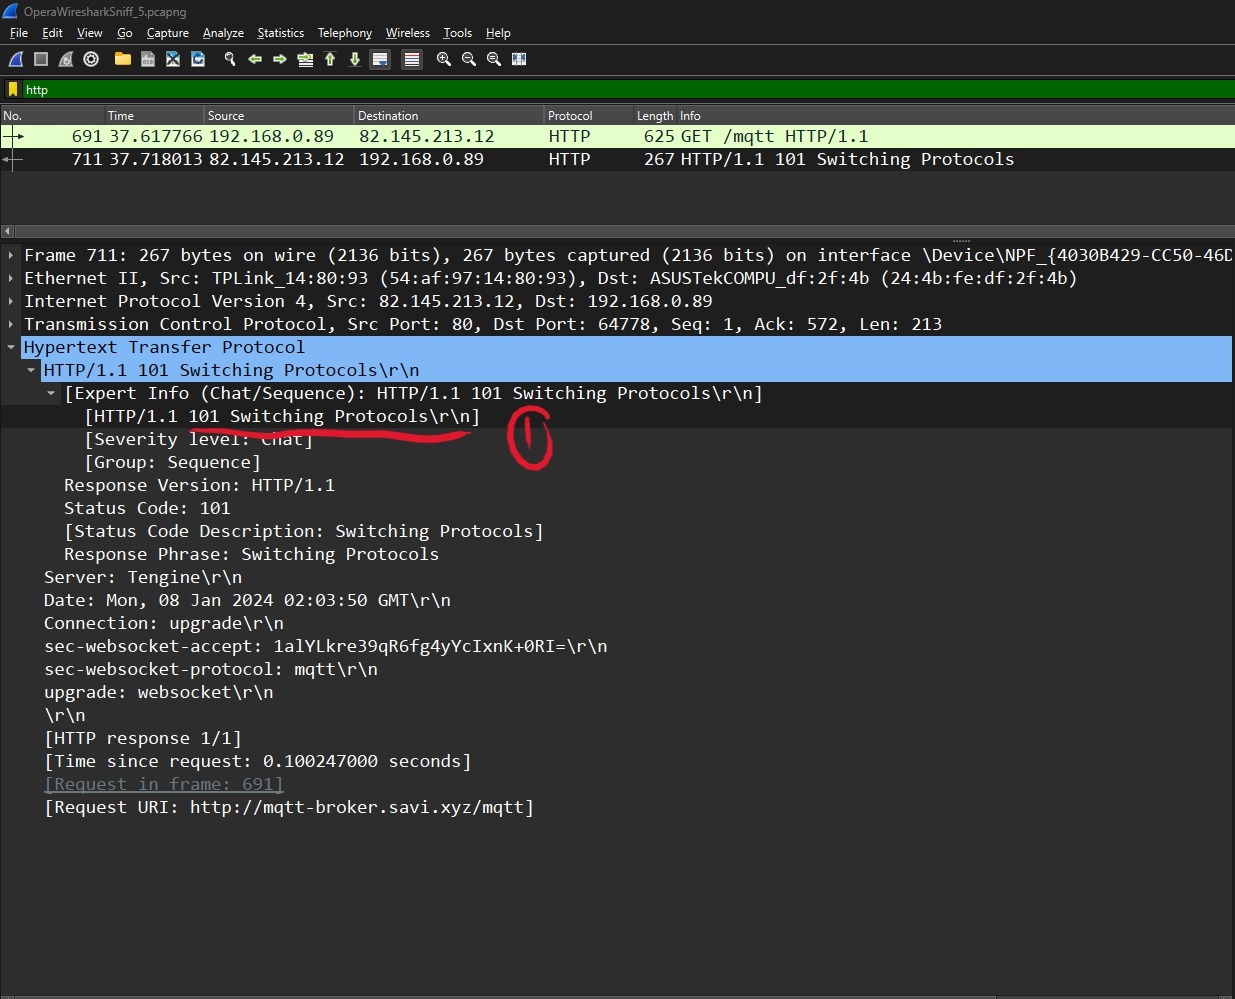 OperaWiresharkSniff_5.pcapng
File Edit View Go Capture Analyze Statistics Telephony Wireless Tools Help
http
No. Time Source Destination Protocol Length Info
691 37.617766 192.168.0.89 82.145.213.12 HTTP 625 GET /mqtt HTTP/1.1
711 37.718013 82.145.213.12 192.168.0.89 HTTP 267 HTTP/1.1 101 Switching Protocols
Frame 711: 267 bytes on wire (2136 bits), 267 bytes captured (2136 bits) on interface \Device\NPF_{4030B429-CC50-46D
Ethernet II, Src: TPLink_14:80:93 (54:af:97:14:80:93), Dst: ASUSTekCOMPU_df:2f:4b (24:4b:fe:df:2f:4b)
Internet Protocol Version 4, Src: 82.145.213.12, Dst: 192.168.0.89
Transmission Control Protocol, Src Port: 80, Dst Port: 64778, Seq: 1, Ack: 572, Len: 213
Hypertext Transfer Protocol
HTTP/1.1 101 Switching Protocols\r\n
[Expert Info (Chat/Sequence): HTTP/1.1 101 Switching Protocols\r\n]
[HTTP/1.1 101 Switching Protocols\r\n]
1
[Severity level: Chat]
[Group: Sequence]
Response Version: HTTP/1.1
Status Code: 101
[Status Code Description: Switching Protocols]
Response Phrase: Switching Protocols
Server: Tengine\r\n
Date: Mon, 08 Jan 2024 02:03:50 GMT\r\n
Connection: upgrade\r\n
sec-websocket-accept: 1alYLkre39qR6fg4yYcIxnK+0RI=\r\n
sec-websocket-protocol: mqtt\r\n
upgrade: websocket\r\n
\r\n
[HTTP response 1/1]
[Time since request: 0.100247000 seconds]
[Request in frame: 691]
[Request URI: http://mqtt-broker.savi.xyz/mqtt]